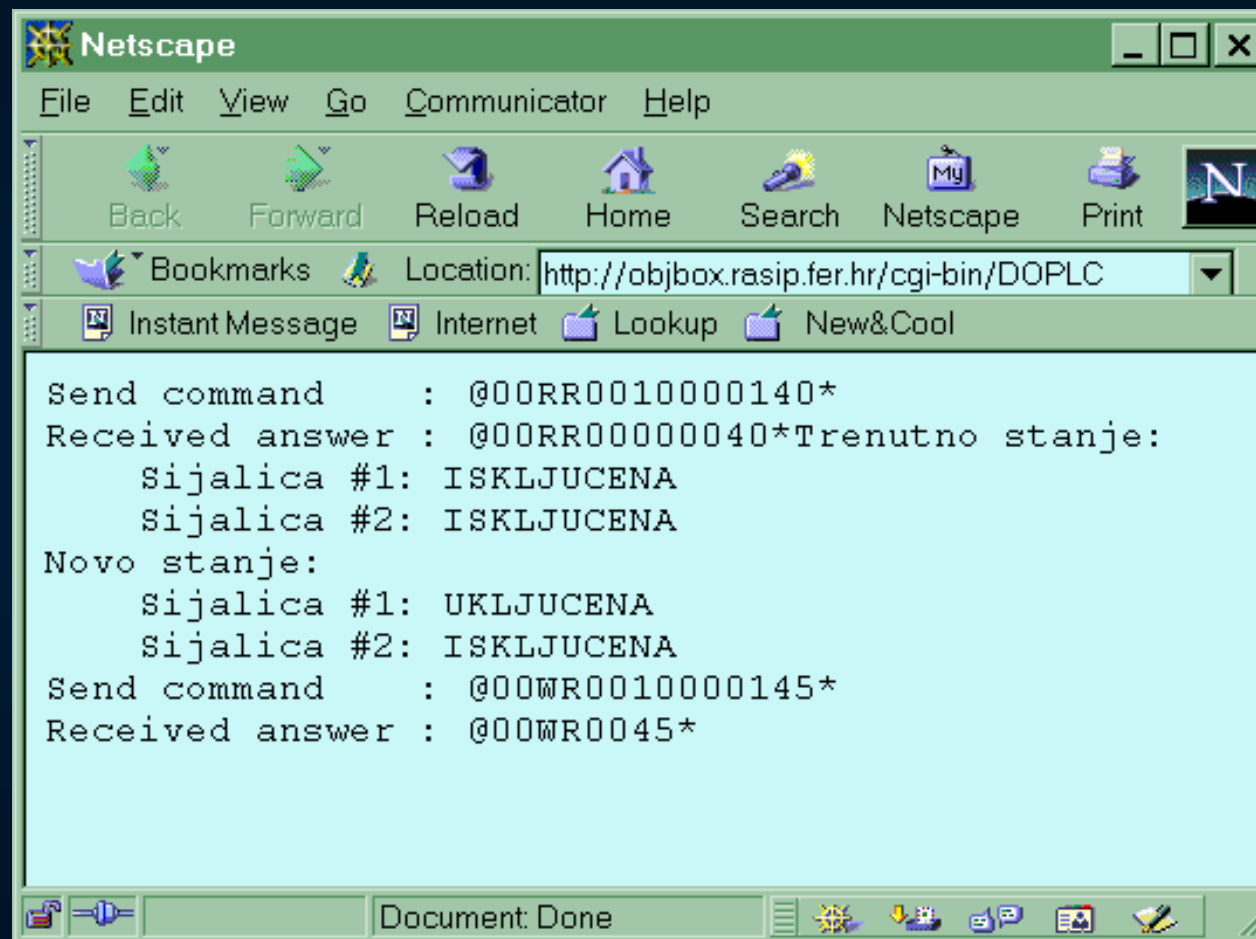 Netscape
File Edit View Go Communicator Help
Back Forward Reload Home Search My Netscape Print N
Bookmarks Location: http://objbox.rasip.fer.hr/cgi-bin/DOPLC
Instant Message Internet Lookup New&Cool
Send command : @00RR0010000140*
Received answer : @00RR00000040*Trenutno stanje:
Sijalica #1: ISKLJUCENA
Sijalica #2: ISKLJUCENA
Novo stanje:
Sijalica #1: UKLJUCENA
Sijalica #2: ISKLJUCENA
Send command : @00WR0010000145*
Received answer : @00WR0045*
Document: Done